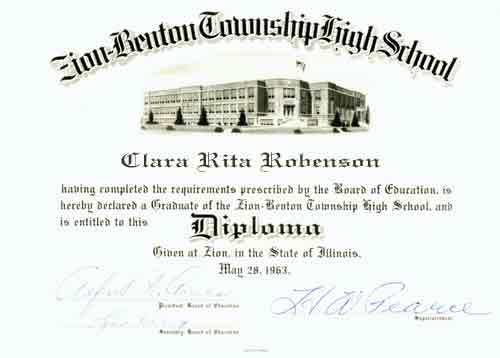 Zion-Benton Township High School
Clara Rita Robenson
having completed the requirements prescribed by the Board of Education, is
hereby declared a Graduate of the Zion-Benton Township High School, and
is entitled to this Diploma
Given at Zion, in the State of Illinois,
May 28, 1963.
President Board of Education
H W Pearce
Superintendent
Secretary Board of Education